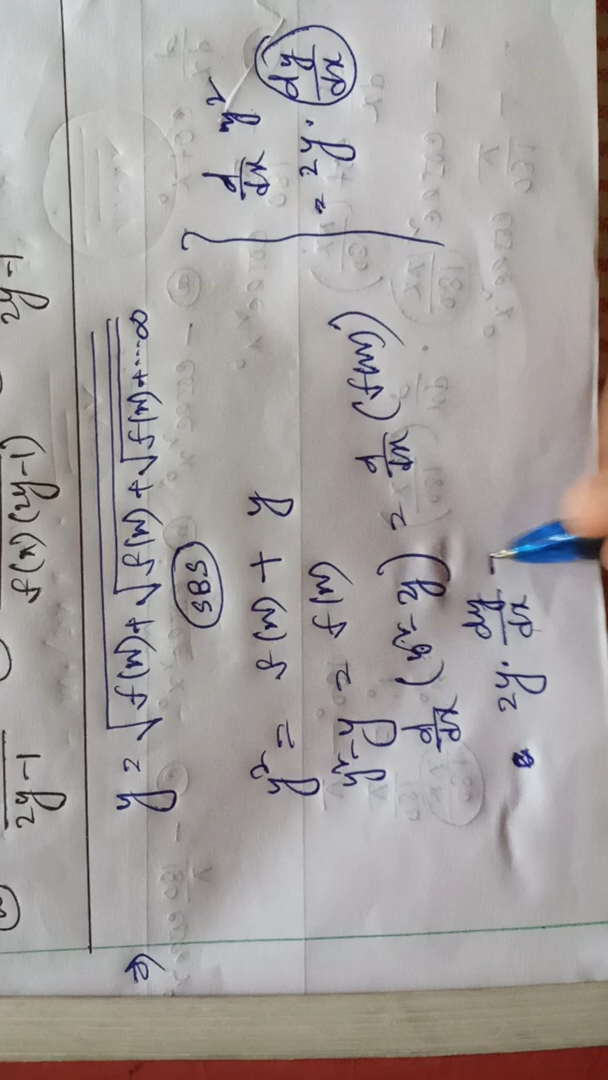 2y-1 f(x)(2y-1) 2y-1
⇒) y = √f(x)+√f(x)+√f(x)+...∞
SBS
y² = f(x) + y
y²-y = f(x)
d/dx (y²-y) = d/dx (f(x))
2y. dy/dx -
d/dx y²
= 2y. dy/dx